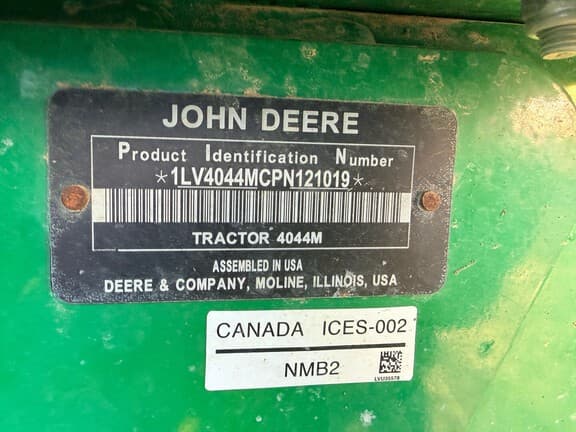 JOHN DEERE
Product Identification Number
*1LV4044MCPN121019*
TRACTOR 4044M
ASSEMBLED IN USA
DEERE & COMPANY, MOLINE, ILLINOIS, USA
CANADA ICES-002
NMB2